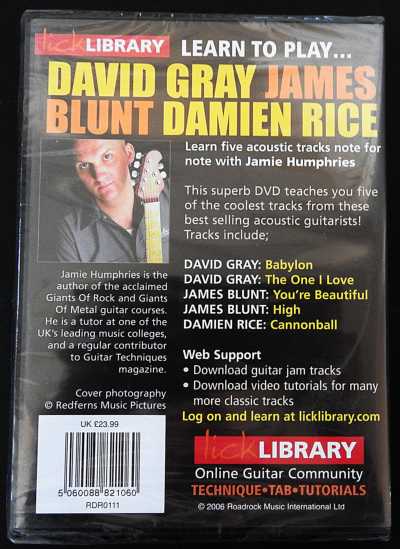 lick LIBRARY LEARN TO PLAY...
DAVID GRAY JAMES
BLUNT DAMIEN RICE
Learn five acoustic tracks note for
note with Jamie Humphries
This superb DVD teaches you five
of the coolest tracks from these
best selling acoustic guitarists!
Tracks include;
DAVID GRAY: Babylon
DAVID GRAY: The One I Love
JAMES BLUNT: You're Beautiful
JAMES BLUNT: High
DAMIEN RICE: Cannonball
Jamie Humphries is the
author of the acclaimed
Giants Of Rock and Giants
Of Metal guitar courses.
He is a tutor at one of the
UK's leading music colleges,
and a regular contributor
to Guitar Techniques
magazine.
Cover photography
© Redferns Music Pictures
Web Support
• Download guitar jam tracks
• Download video tutorials for many
more classic tracks
Log on and learn at licklibrary.com
UK £23.99
5 060088 821060
RDR0111
lick LIBRARY
Online Guitar Community
TECHNIQUE•TAB•TUTORIALS
© 2006 Roadrock Music International Ltd